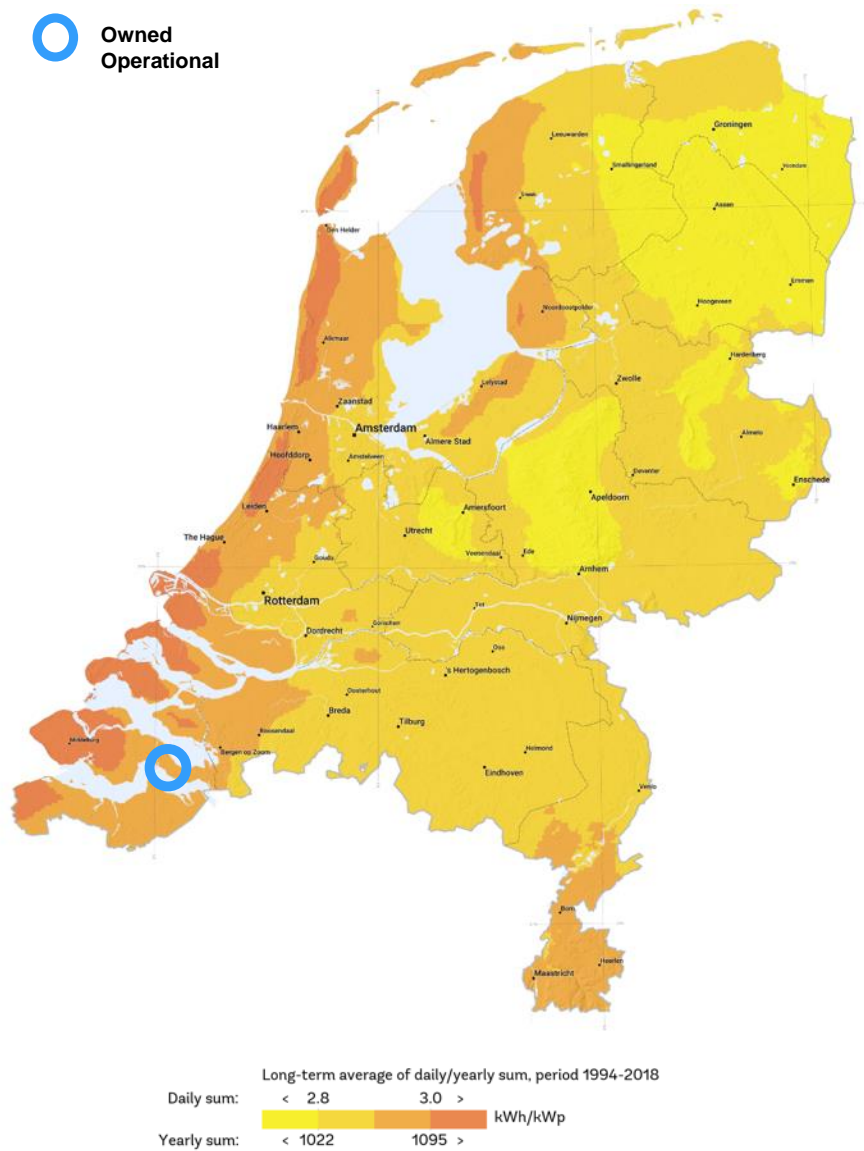 Owned
Operational
Groningen
Leeuwarden
Smallingerland
Veendam
Sneek
Assen
Den Helder
Emmen
Hoogeveen
Noordoostpolder
Alkmaar
Hardenberg
Lelystad
Zwolle
Zaanstad
Haarlem
Amsterdam
Almere Stad
Almelo
Hoofddorp
Amstelveen
Deventer
Enschede
Apeldoorn
Leiden
Amersfoort
Utrecht
The Hague
Gouda
Veenendaal
Ede
Arnhem
Rotterdam
Tiel
Gorinchem
Nijmegen
Dordrecht
Oss
's Hertogenbosch
Oosterhout
Breda
Tilburg
Roosendaal
Middelburg
Bergen op Zoom
Helmond
Eindhoven
Venlo
Born
Heerlen
Maastricht
Long-term average of daily/yearly sum, period 1994-2018
Daily sum: < 2.8 3.0 >
kWh/kWp
Yearly sum: < 1022 1095 >